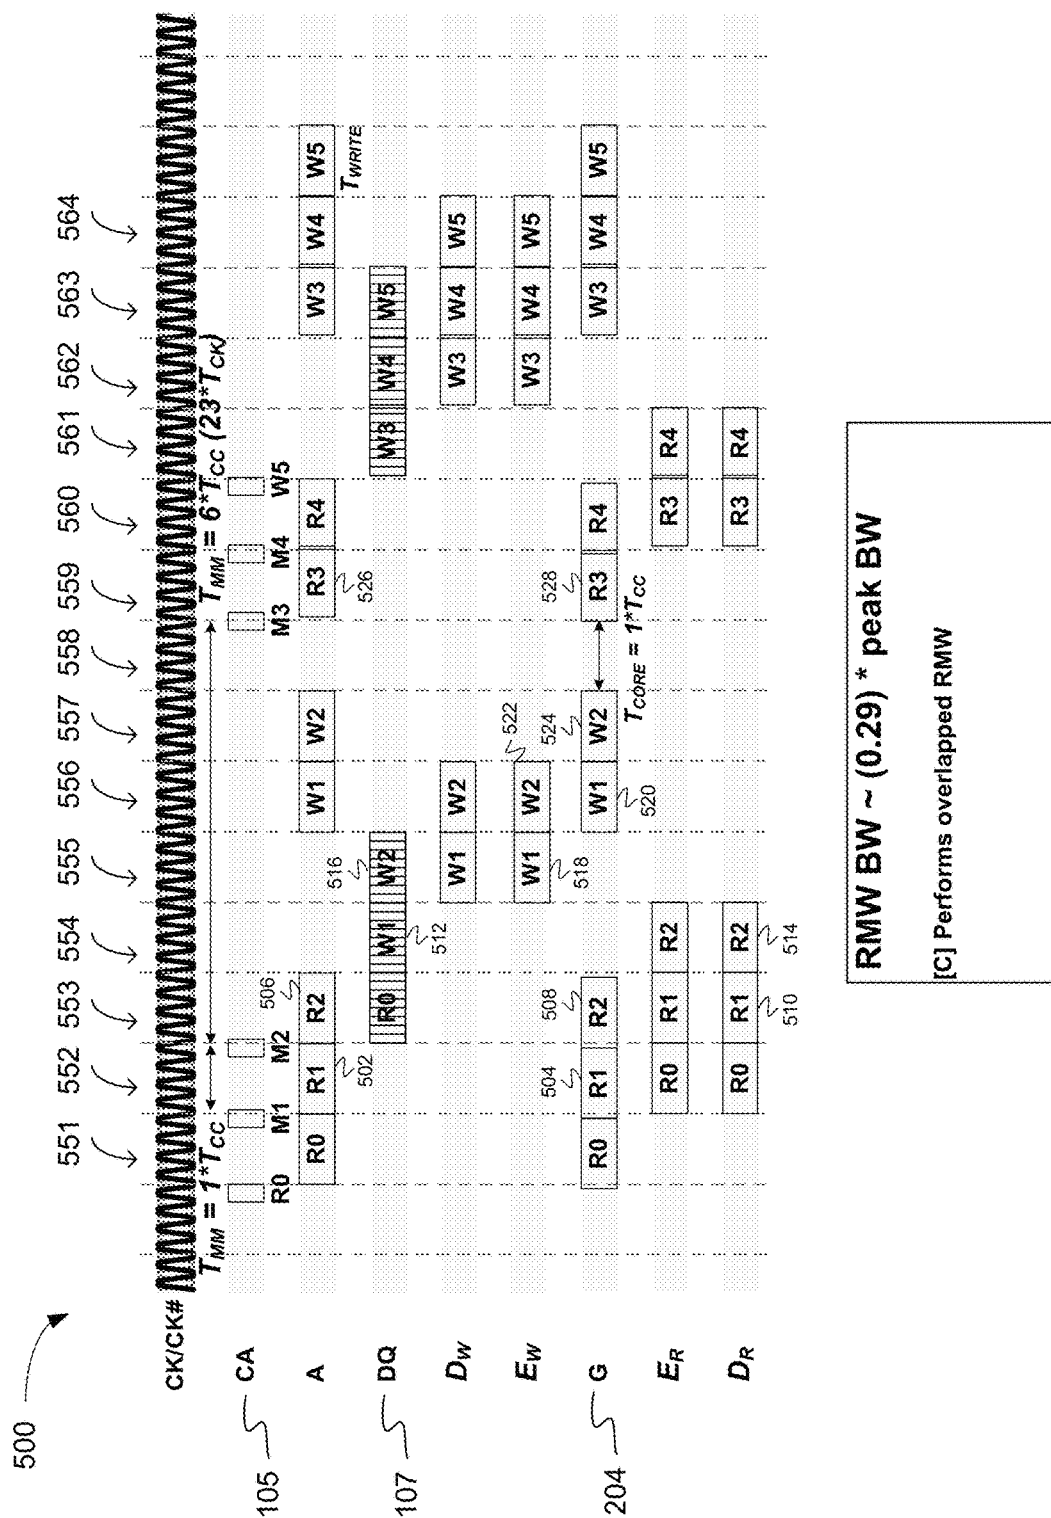 500
551 552 553 554 555 556 557 558 559 560 561 562 563 564
CK/CK#
T_MM = 1*T_CC
T_MM = 6*T_CC (23*T_CK)
105
CA
R0 M1 M2 M3 M4 W5
A
R0 R1 R2 W1 W2 R3 R4 W3 W4 W5
502
506
526
T_WRITE
107
DQ
R0 W1 W2 W3 W4 W5
512
516
D_W
W1 W2 W3 W4 W5
E_W
W1 W2 W3 W4 W5
518
522
204
G
R0 R1 R2 W1 W2 R3 R4 W3 W4 W5
504
508
520
524
528
T_CORE = 1*T_CC
E_R
R0 R1 R2 R3 R4
D_R
R0 R1 R2 R3 R4
510
514
RMW BW ~ (0.29) * peak BW
[C] Performs overlapped RMW